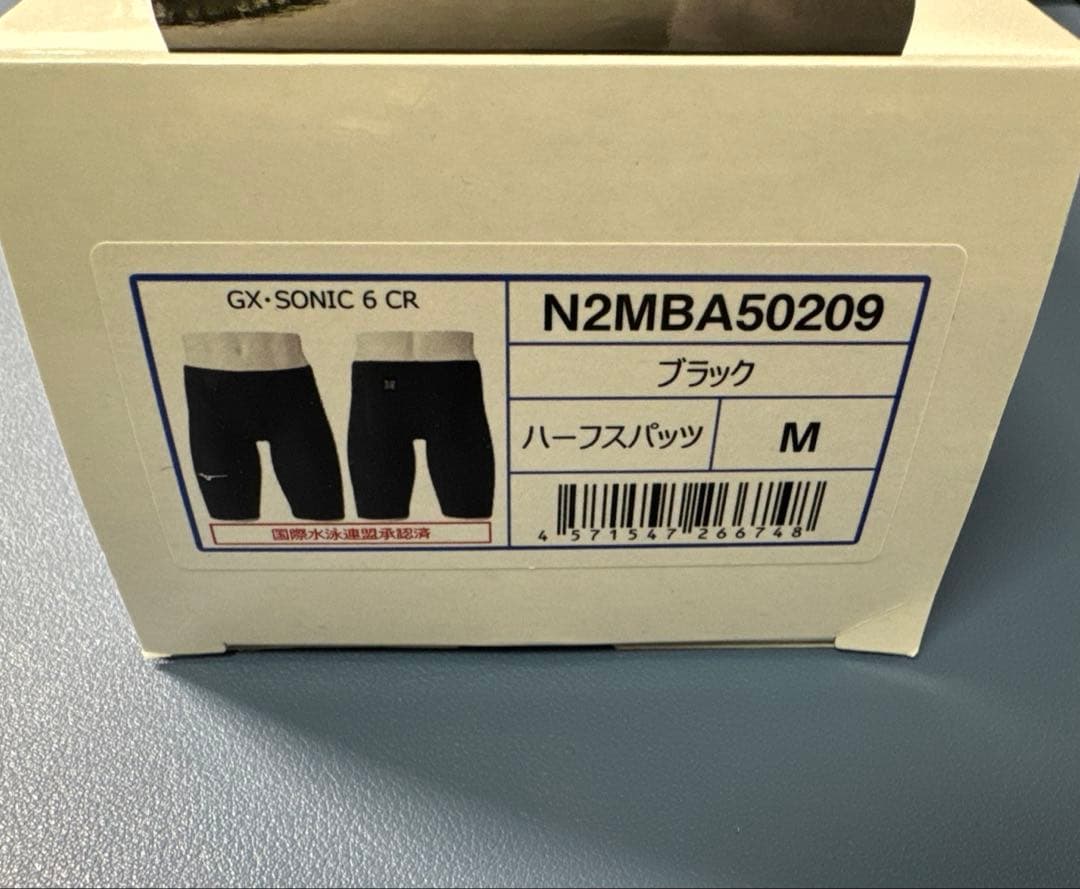 GX・SONIC 6 CR
国際水泳連盟承認済
N2MBA50209
ブラック
ハーフスパッツ
M
4 571547 266748